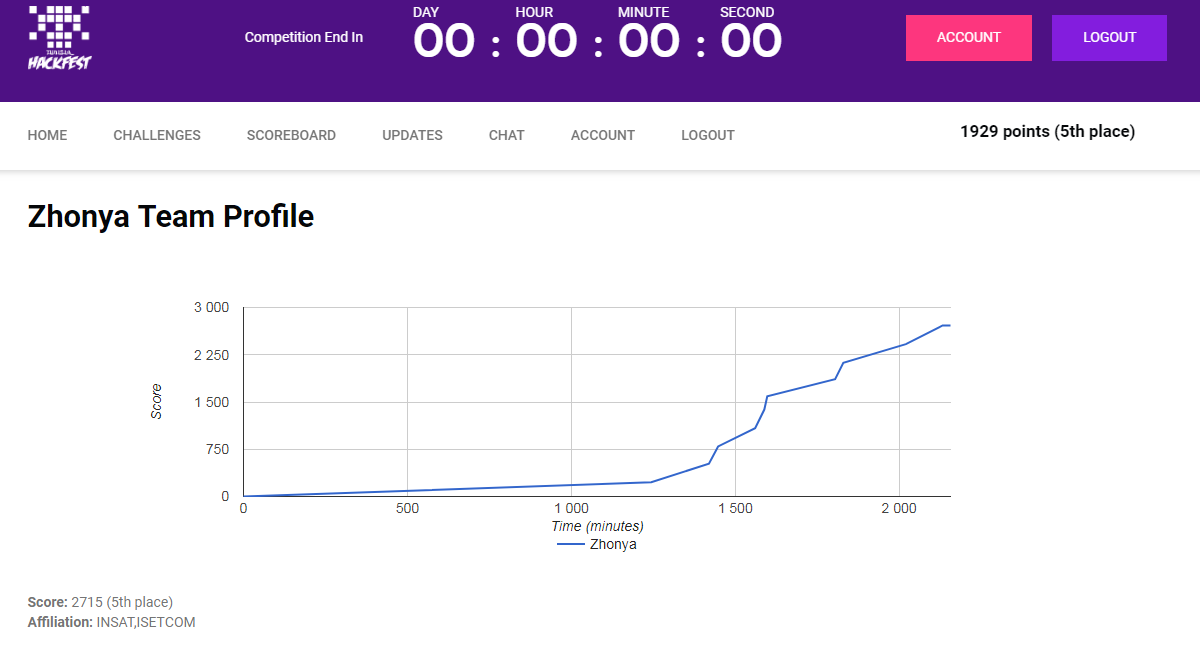 TUNISIA_
HACKFEST
Competition End In
DAY HOUR MINUTE SECOND
00 : 00 : 00 : 00
ACCOUNT LOGOUT
HOME CHALLENGES SCOREBOARD UPDATES CHAT ACCOUNT LOGOUT 1929 points (5th place)
Zhonya Team Profile
3 000
2 250
1 500
750
0
Score
0 500 1 000 1 500 2 000
Time (minutes)
Zhonya
Score: 2715 (5th place)
Affiliation: INSAT,ISETCOM